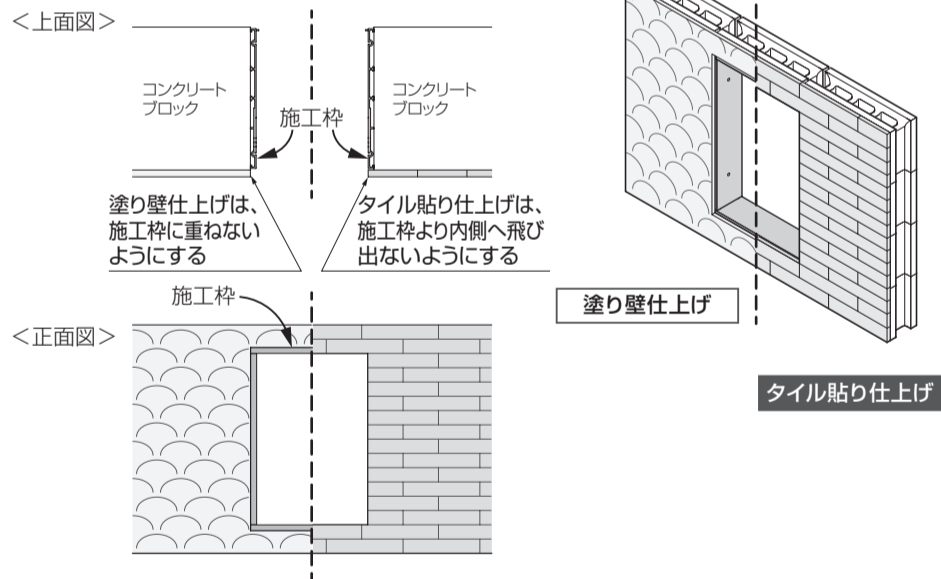 ＜上面図＞
コンクリート
ブロック
施工枠
コンクリート
ブロック
塗り壁仕上げは、
施工枠に重ねない
ようにする
タイル貼り仕上げは、
施工枠より内側へ飛び
出ないようにする
施工枠
＜正面図＞
塗り壁仕上げ
タイル貼り仕上げ